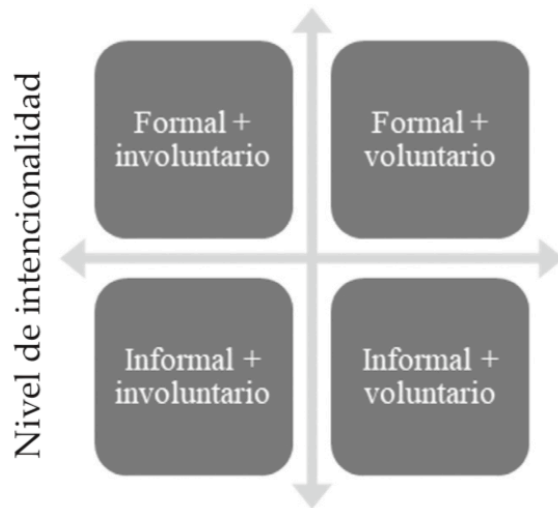 Nivel de intencionalidad
Formal +
involuntario
Formal +
voluntario
Informal +
involuntario
Informal +
voluntario